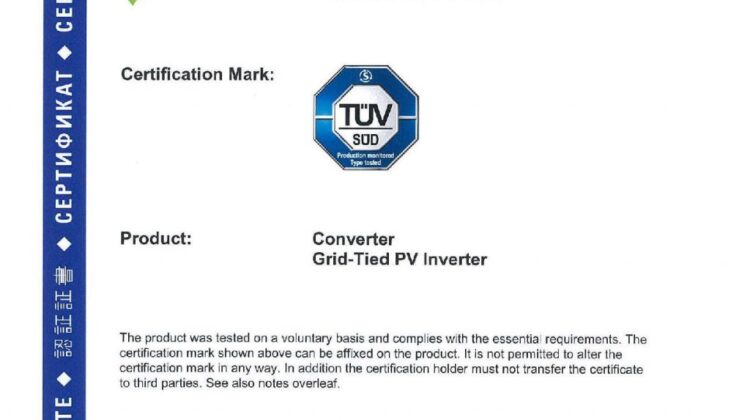 Certification Mark:
TÜV
SÜD
Production monitored
Type tested
Product:
Converter
Grid-Tied PV Inverter
The product was tested on a voluntary basis and complies with the essential requirements. The
certification mark shown above can be affixed on the product. It is not permitted to alter the
certification mark in any way. In addition the certification holder must not transfer the certificate
to third parties. See also notes overleaf.
TE ◆ 認証証書 ◆ СЕРТИФИКАТ ◆ CE